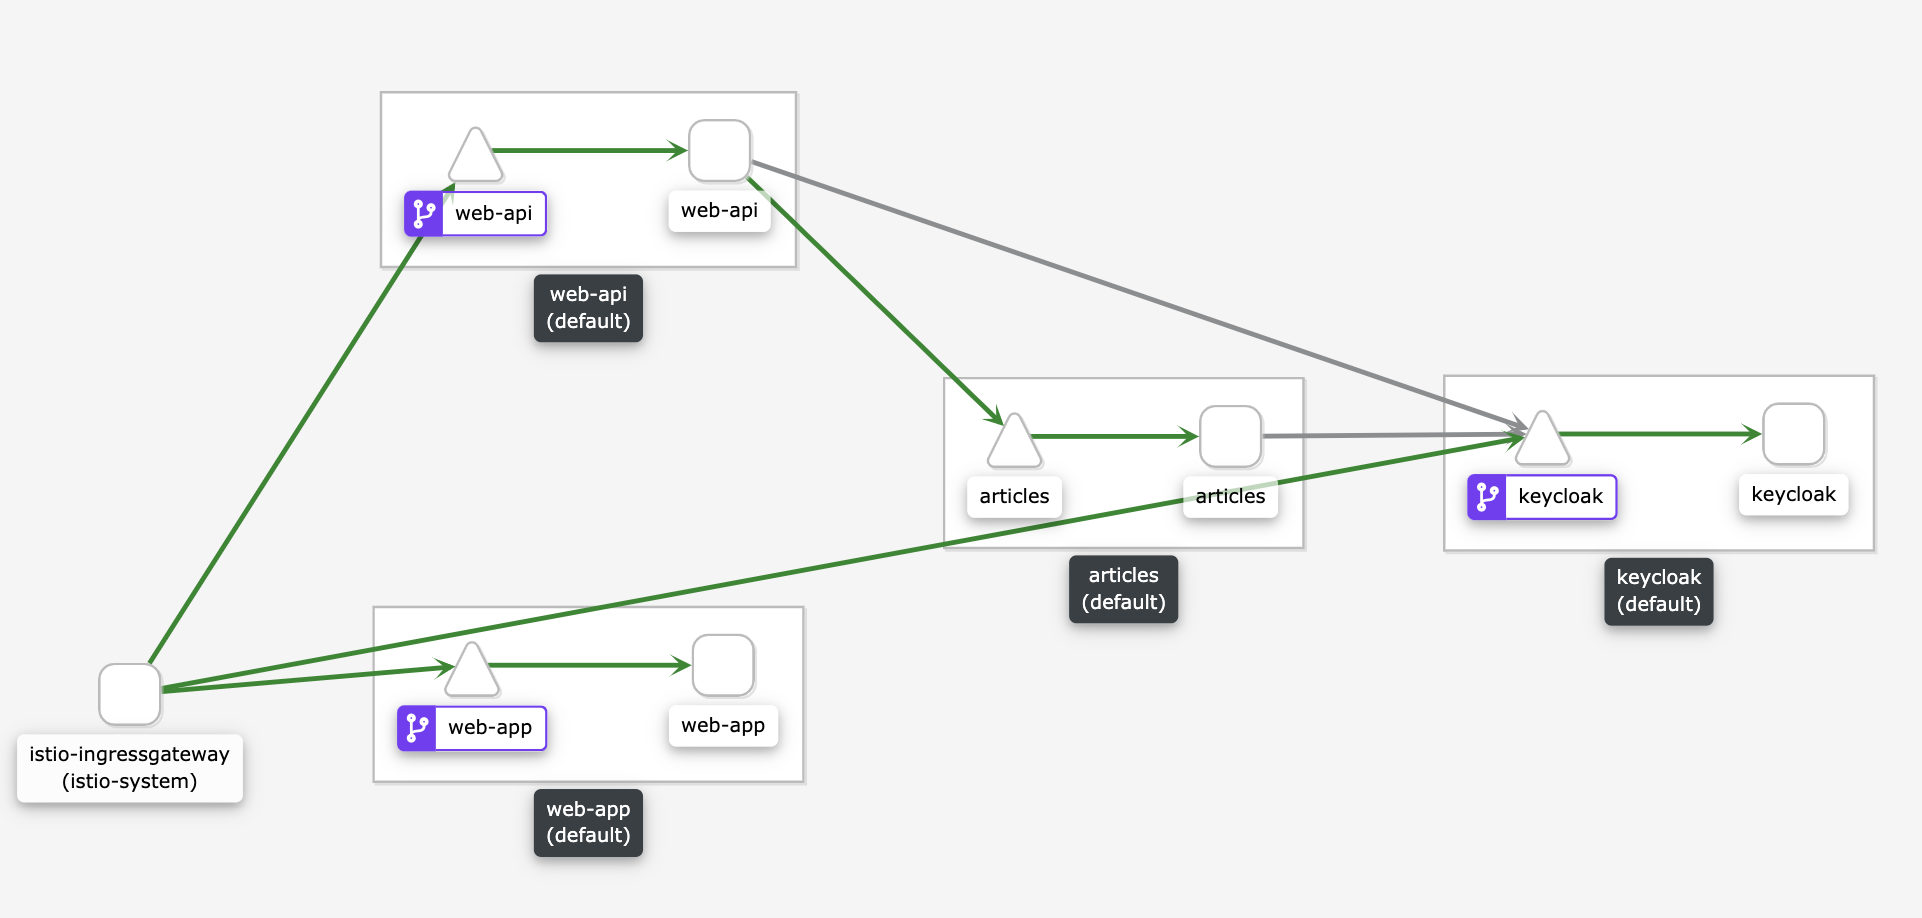 web-api
web-api
web-api
(default)
articles
articles
keycloak
keycloak
articles
(default)
keycloak
(default)
web-app
web-app
istio-ingressgateway
(istio-system)
web-app
(default)